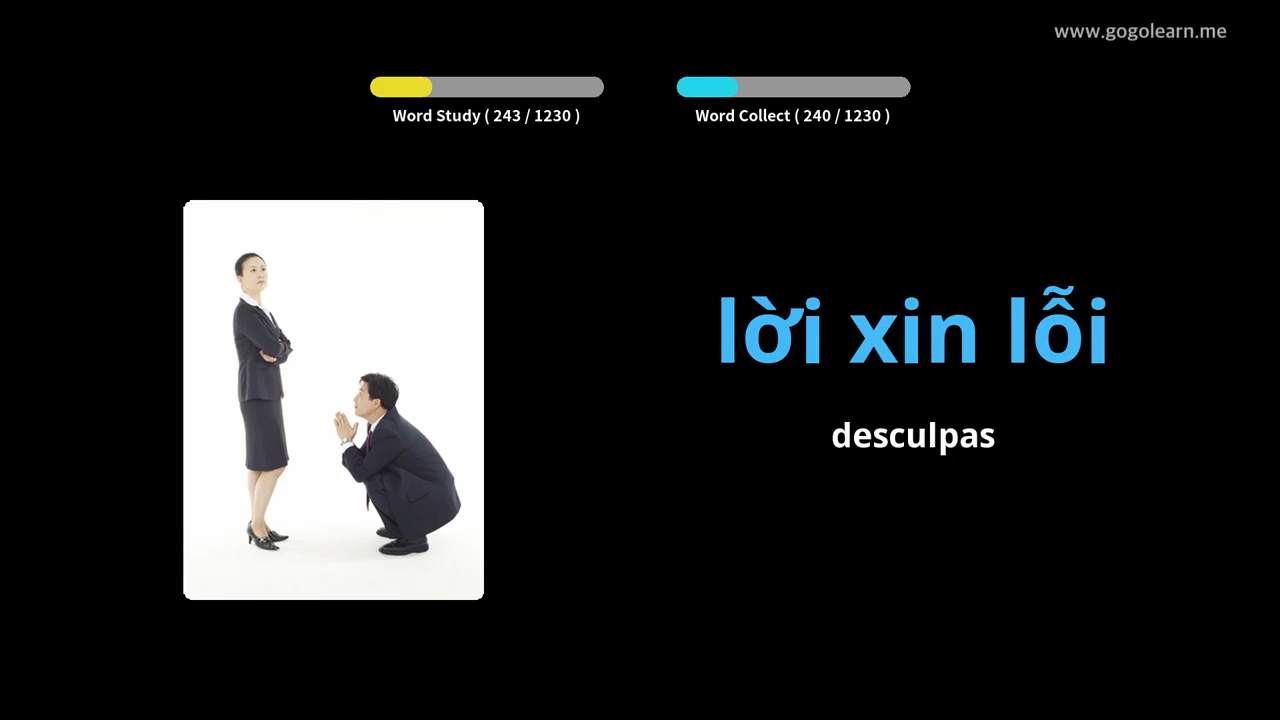 www.gogolearn.me
Word Study ( 243 / 1230 )
Word Collect ( 240 / 1230 )
lời xin lỗi
desculpas